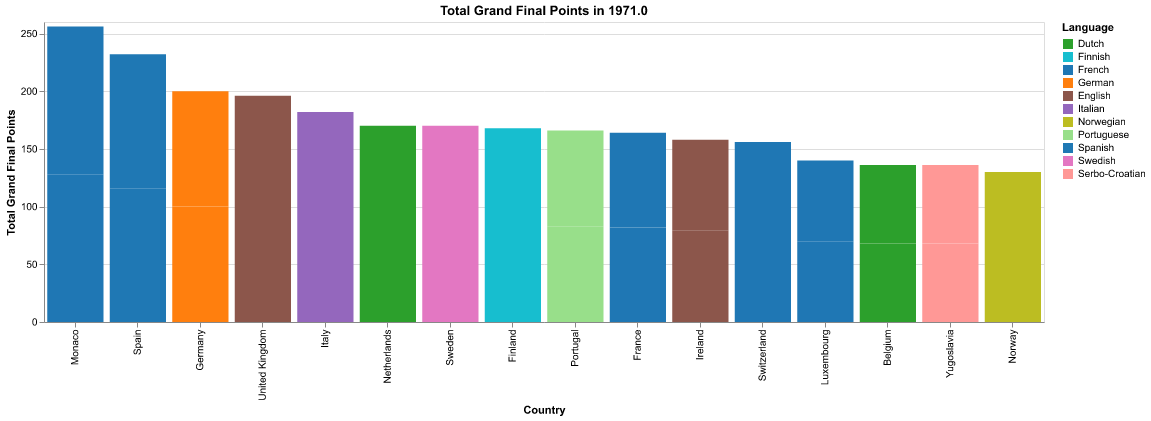 Total Grand Final Points in 1971.0
Total Grand Final Points
250
200
150
100
50
0
Monaco
Spain
Germany
United Kingdom
Italy
Netherlands
Sweden
Finland
Portugal
France
Ireland
Switzerland
Luxembourg
Belgium
Yugoslavia
Norway
Country
Language
Dutch
Finnish
French
German
English
Italian
Norwegian
Portuguese
Spanish
Swedish
Serbo-Croatian